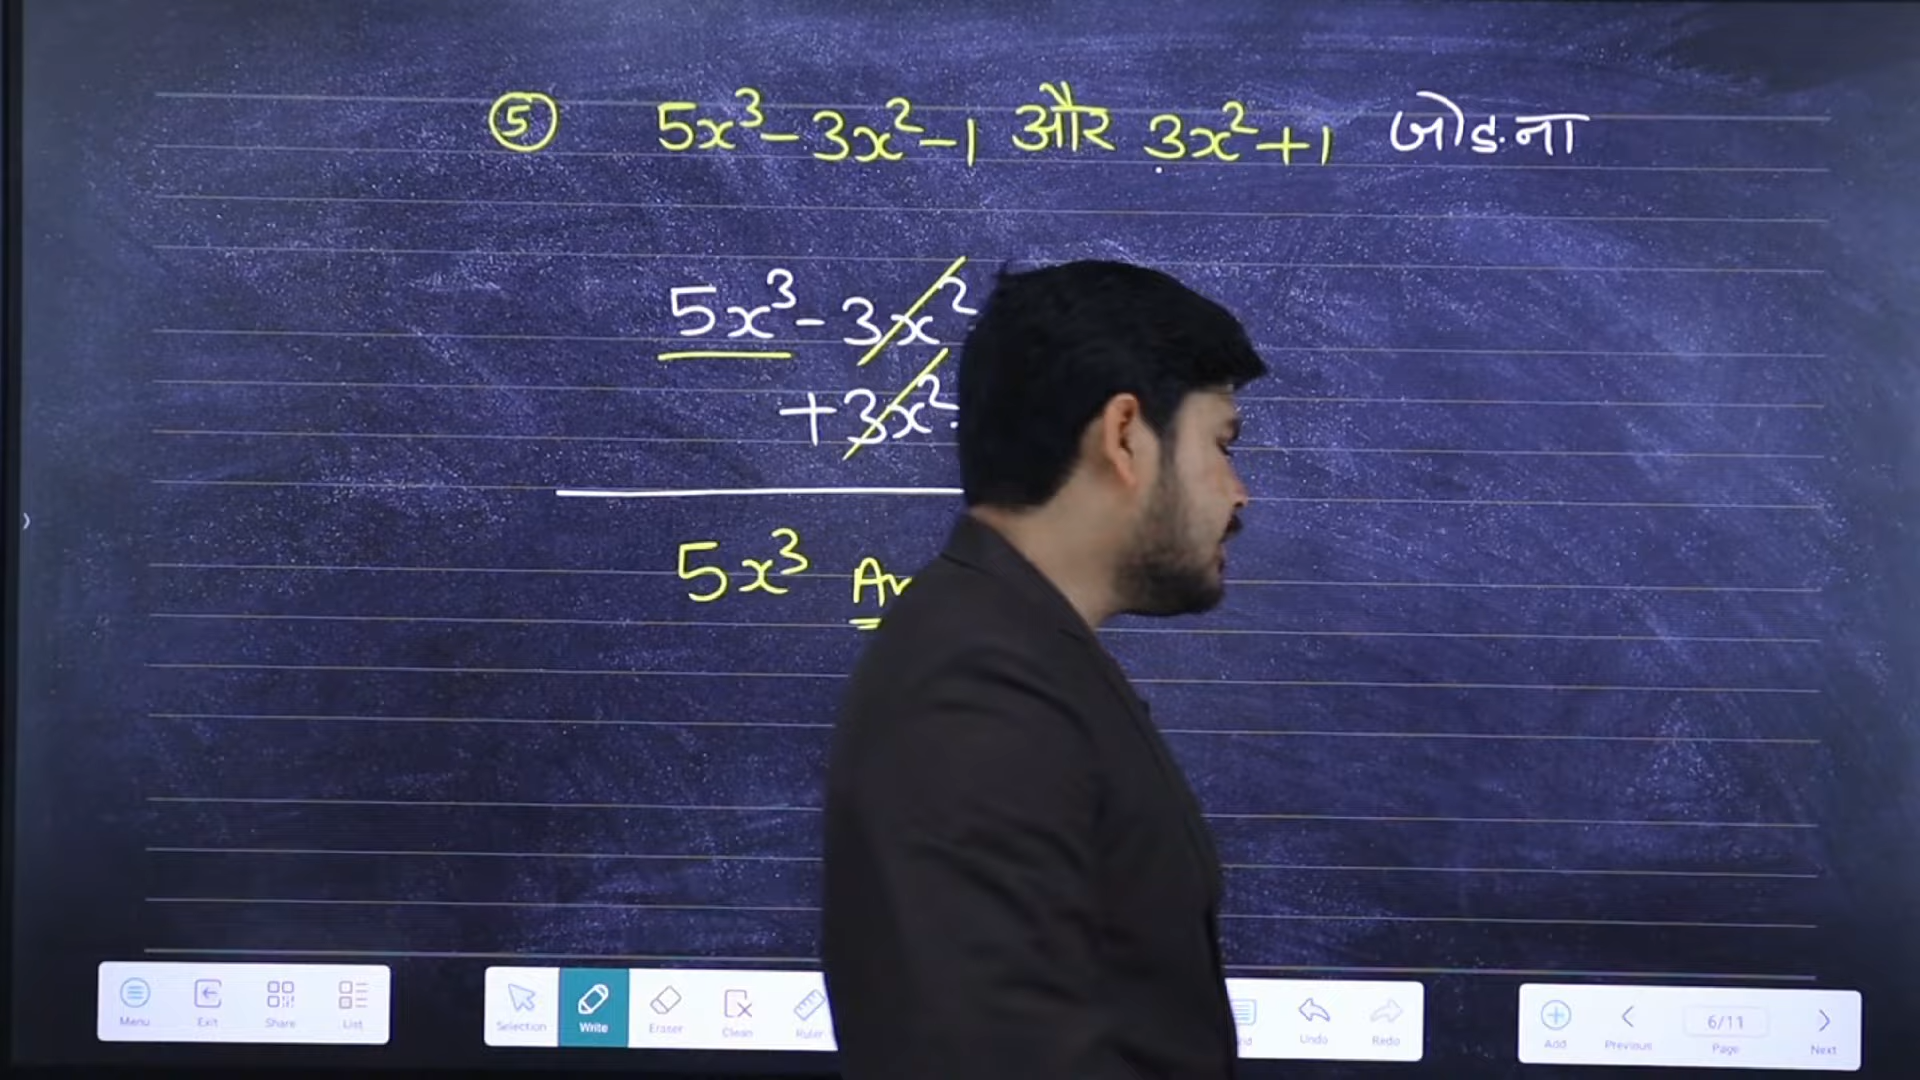 ⑤ 5x³-3x²-1 और 3x²+1 जोड़ना
5x³-3x²
+3x²
5x³
Menu Exit Share List Selection Write Eraser Clean Ruler Undo Redo Add Previous 6/11 Page Next